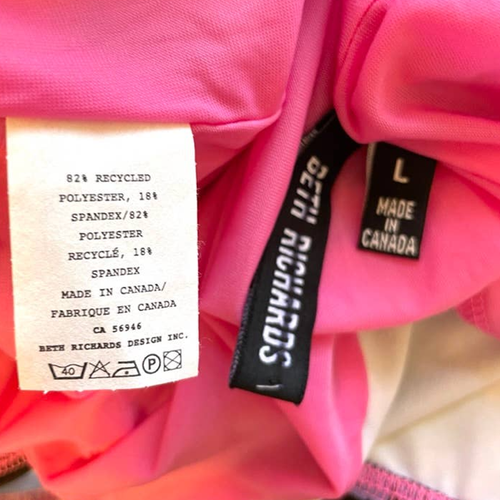 82% RECYCLED
POLYESTER, 18%
SPANDEX/82%
POLYESTER
RECYCLÉ, 18%
SPANDEX
MADE IN CANADA/
FABRIQUE EN CANADA
CA 56946
BETH RICHARDS DESIGN INC.
40 P
BETH RICHARDS
L
MADE
IN
CANADA